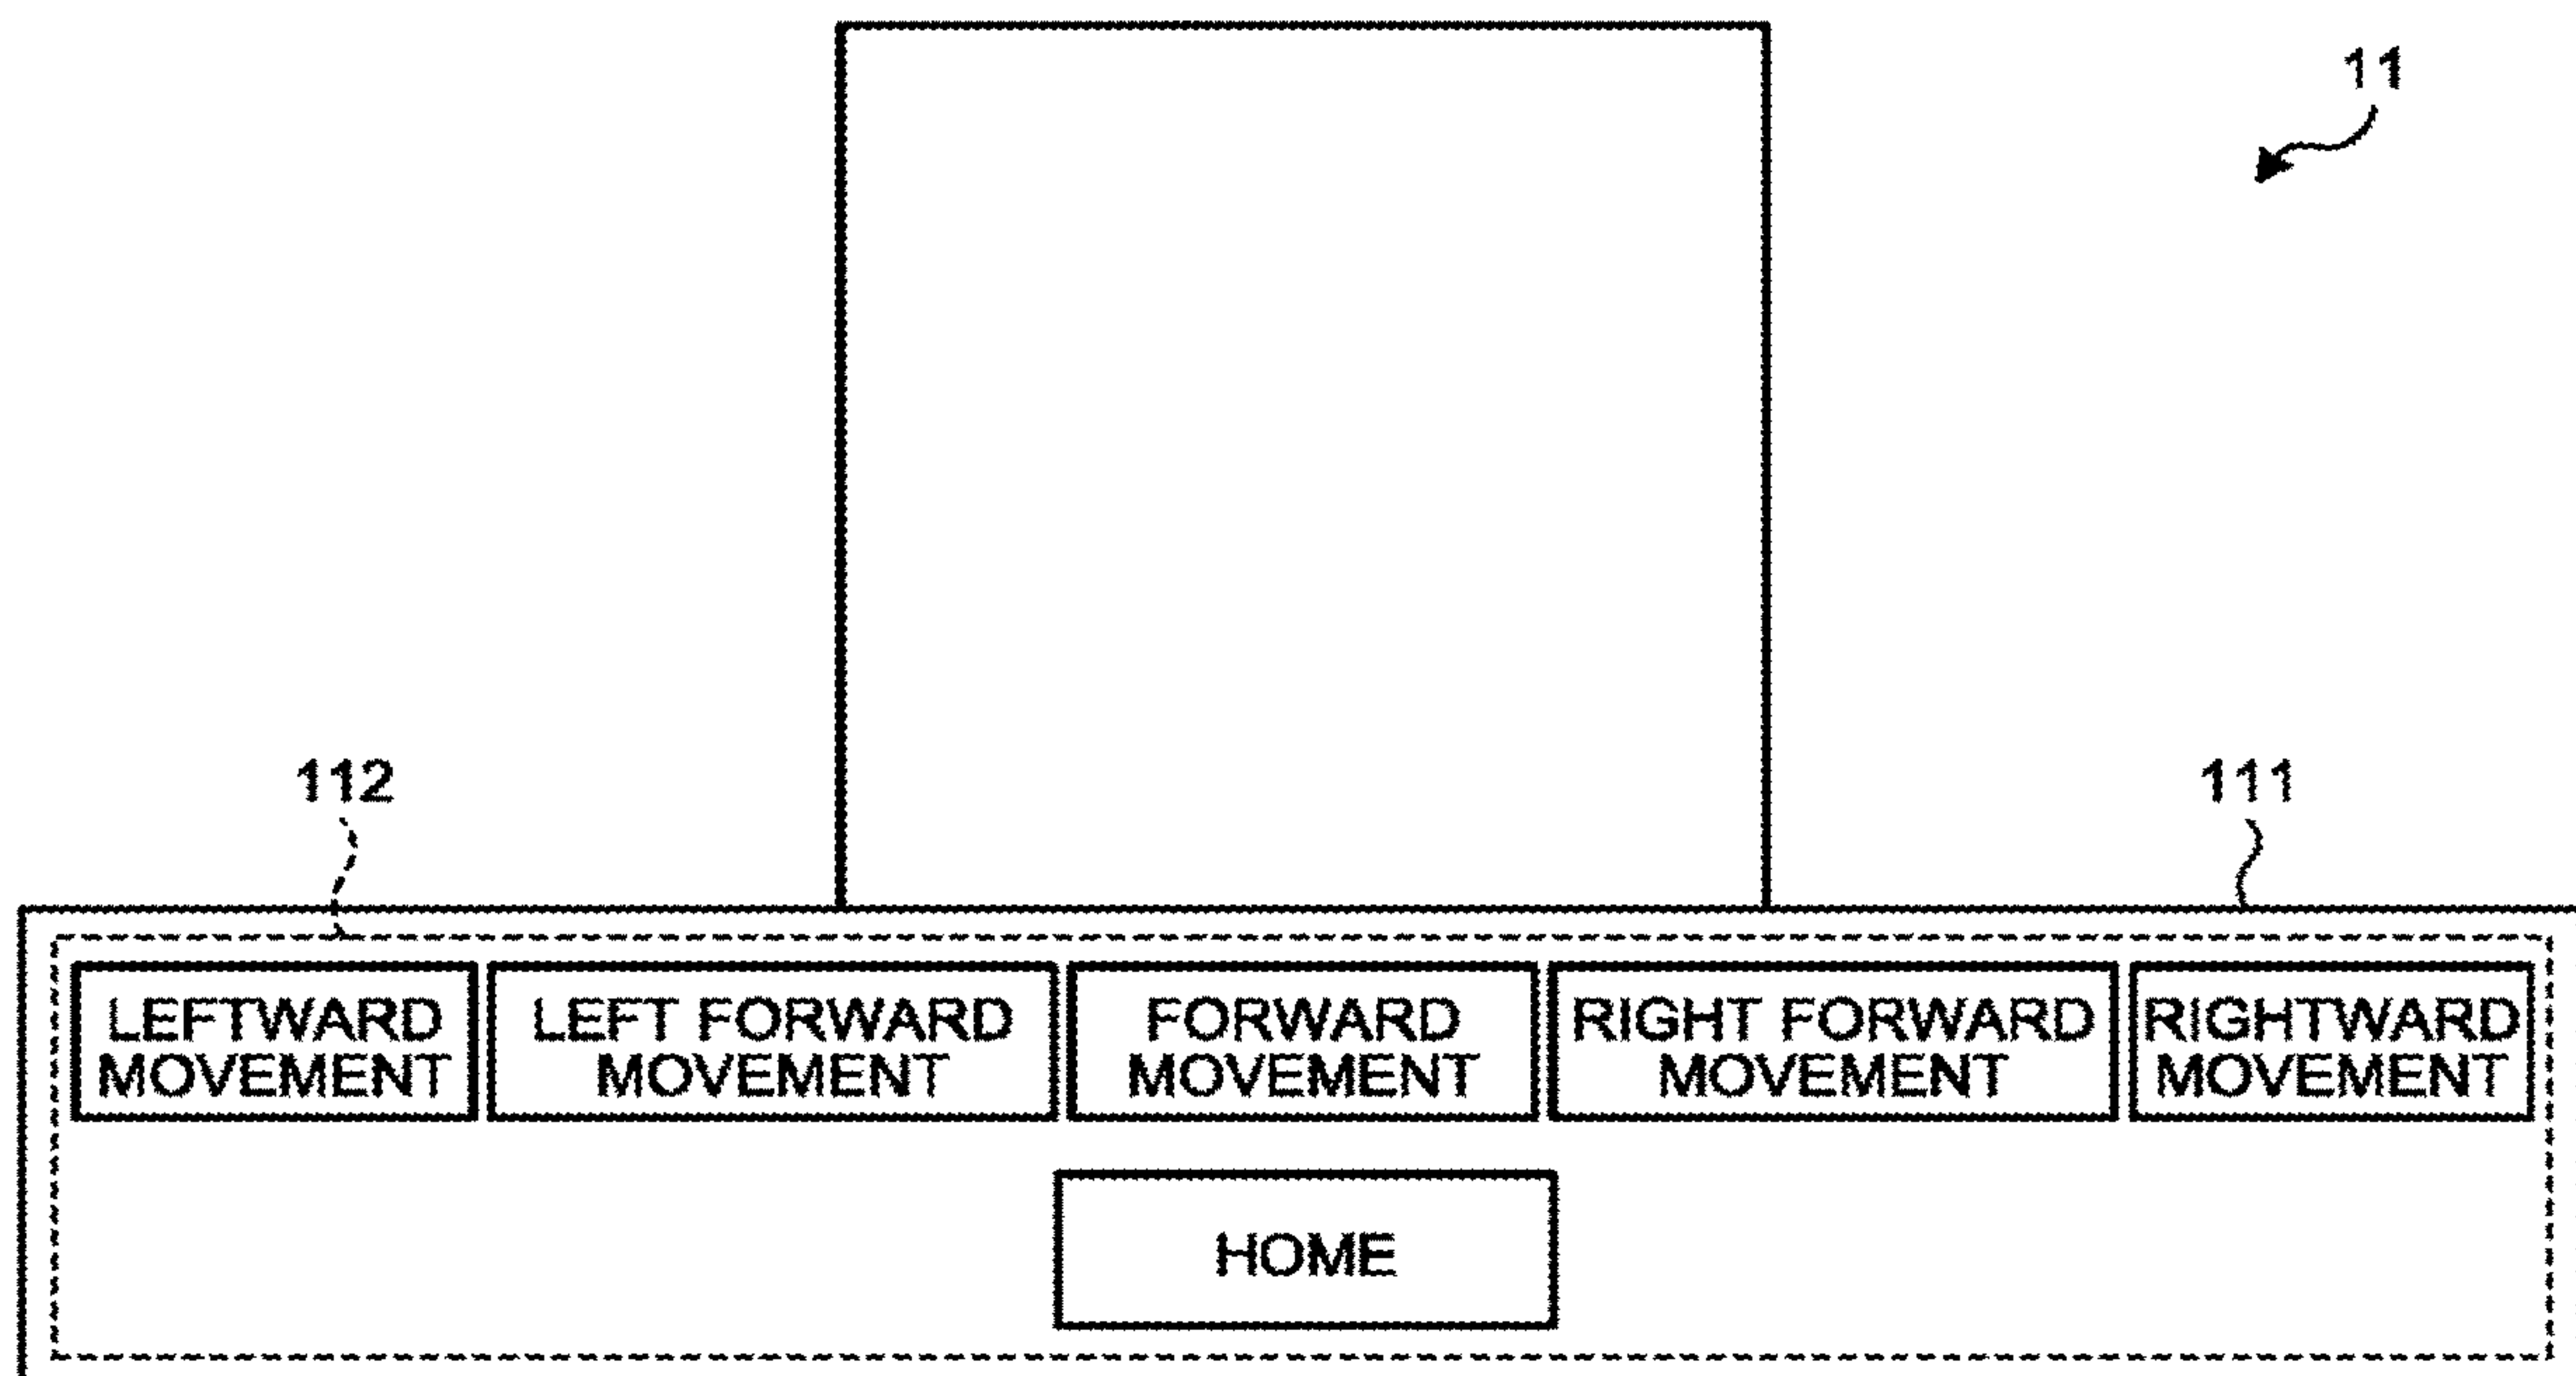 11
112
111
LEFTWARD
MOVEMENT
LEFT FORWARD
MOVEMENT
FORWARD
MOVEMENT
RIGHT FORWARD
MOVEMENT
RIGHTWARD
MOVEMENT
HOME